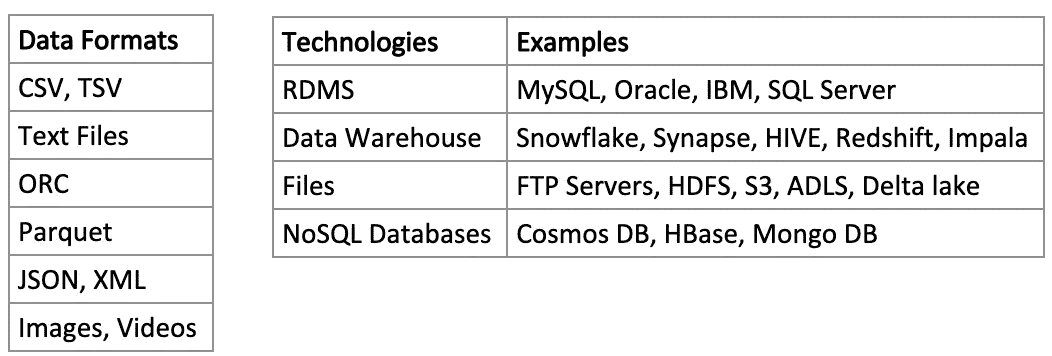 Data Formats
CSV, TSV
Text Files
ORC
Parquet
JSON, XML
Images, Videos
Technologies Examples
RDMS MySQL, Oracle, IBM, SQL Server
Data Warehouse Snowflake, Synapse, HIVE, Redshift, Impala
Files FTP Servers, HDFS, S3, ADLS, Delta lake
NoSQL Databases Cosmos DB, HBase, Mongo DB